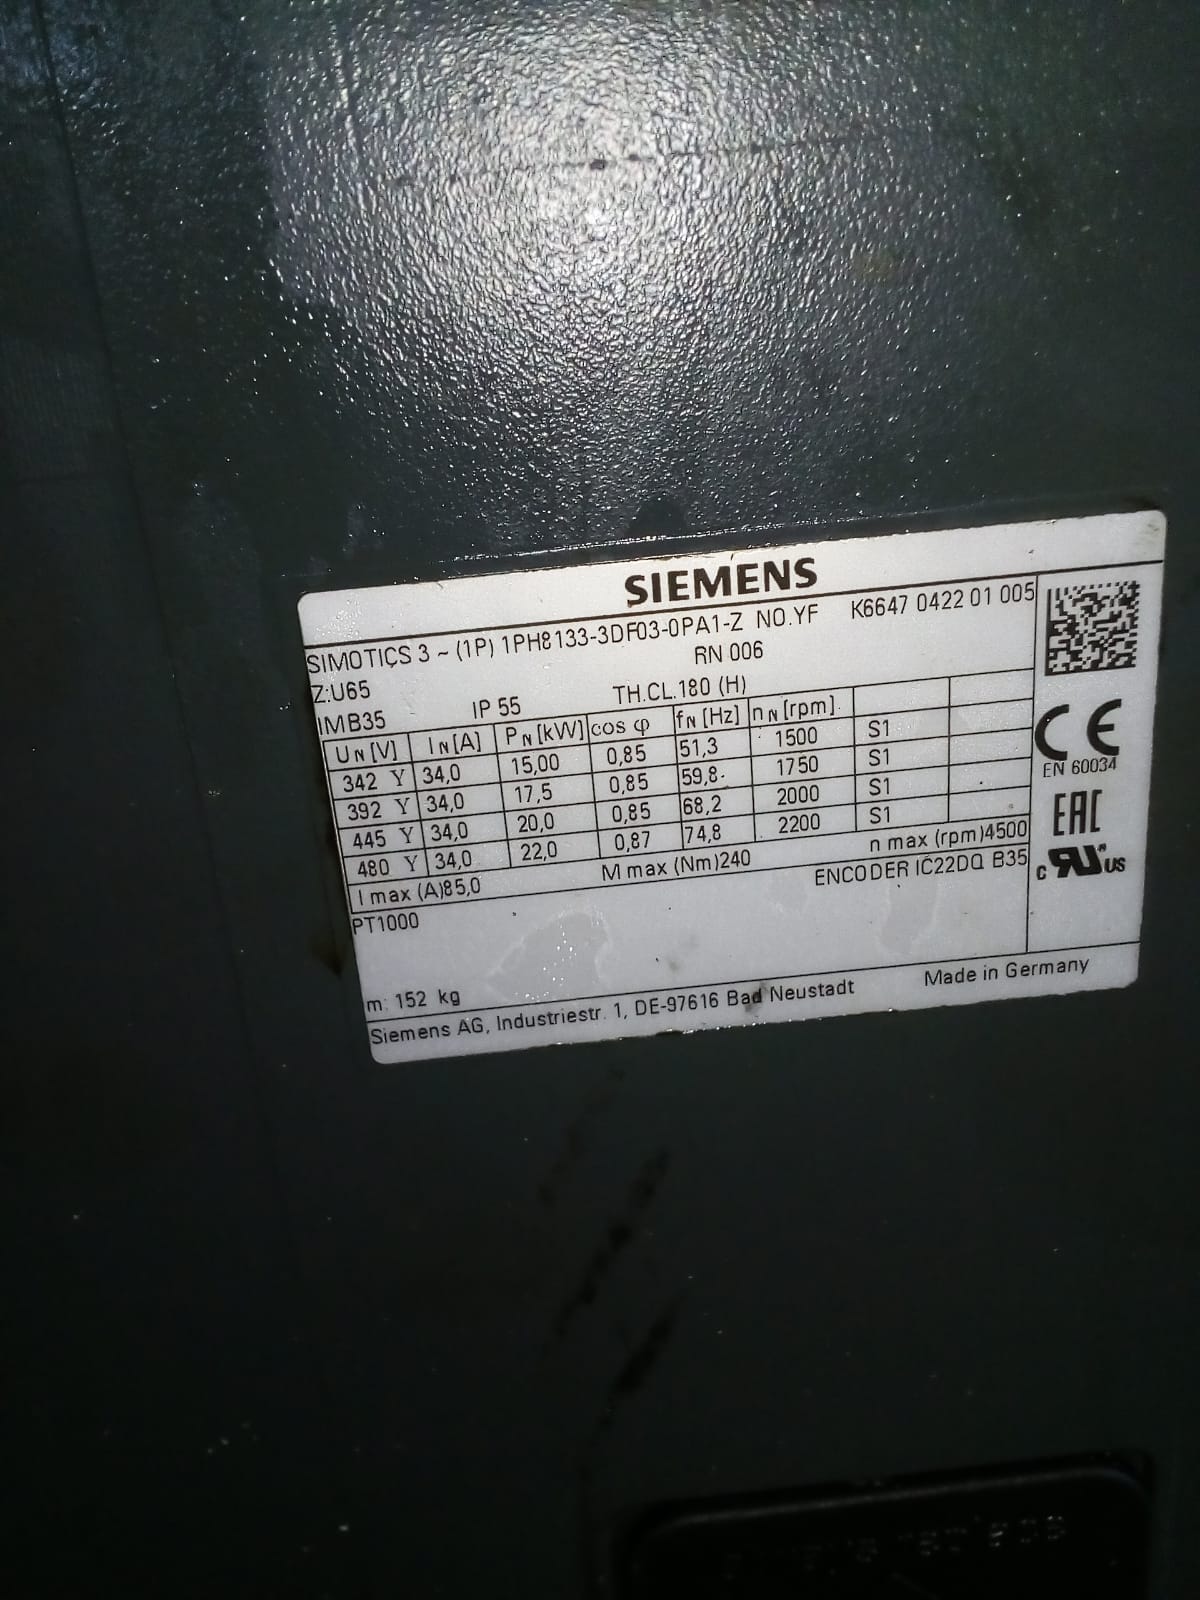 SIEMENS
SIMOTICS 3 ~ (1P) 1PH8133-3DF03-0PA1-Z NO.YF K6647 0422 01 005
Z:U65 RN 006
IMB35 IP 55 TH.CL.180 (H)
UN [V] IN [A] PN [kW] cos φ fN [Hz] nN [rpm]
342 Y 34,0 15,00 0,85 51,3 1500 S1
392 Y 34,0 17,5 0,85 59,8 1750 S1
445 Y 34,0 20,0 0,85 68,2 2000 S1
480 Y 34,0 22,0 0,87 74,8 2200 S1
I max (A)85,0 M max (Nm)240 n max (rpm)4500
PT1000 ENCODER IC22DQ B35
m: 152 kg
Siemens AG, Industriestr. 1, DE-97616 Bad Neustadt Made in Germany
CE
EN 60034
EAC
c RU US